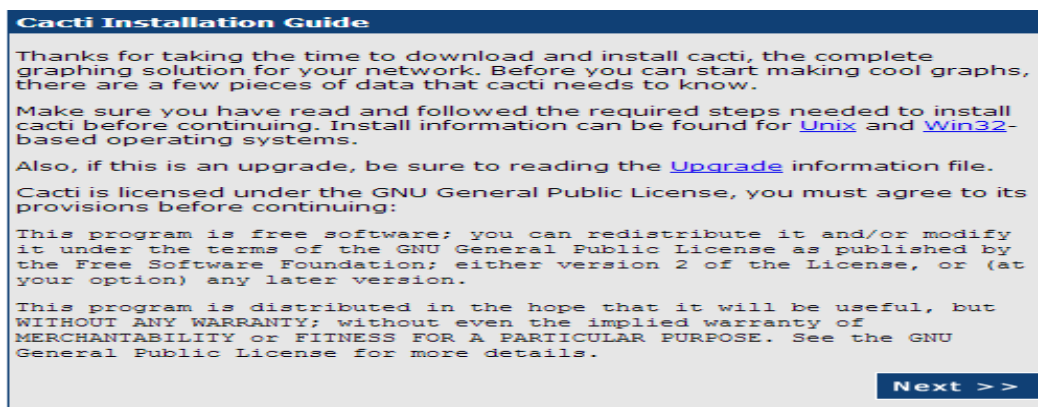 Cacti Installation Guide
Thanks for taking the time to download and install cacti, the complete
graphing solution for your network. Before you can start making cool graphs,
there are a few pieces of data that cacti needs to know.
Make sure you have read and followed the required steps needed to install
cacti before continuing. Install information can be found for Unix and Win32-
based operating systems.
Also, if this is an upgrade, be sure to reading the Upgrade information file.
Cacti is licensed under the GNU General Public License, you must agree to its
provisions before continuing:
This program is free software; you can redistribute it and/or modify
it under the terms of the GNU General Public License as published by
the Free Software Foundation; either version 2 of the License, or (at
your option) any later version.
This program is distributed in the hope that it will be useful, but
WITHOUT ANY WARRANTY; without even the implied warranty of
MERCHANTABILITY or FITNESS FOR A PARTICULAR PURPOSE. See the GNU
General Public License for more details.
Next >>